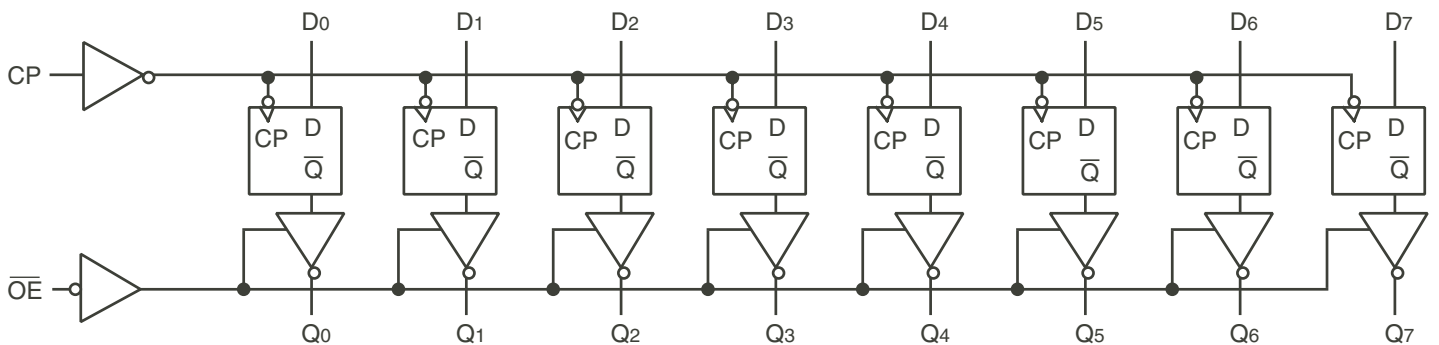 D0 D1 D2 D3 D4 D5 D6 D7
CP
CP D CP D CP D CP D CP D CP D CP D CP D
Q̅ Q̅ Q̅ Q̅ Q̅ Q̅ Q̅ Q̅
O̅E̅
Q0 Q1 Q2 Q3 Q4 Q5 Q6 Q7